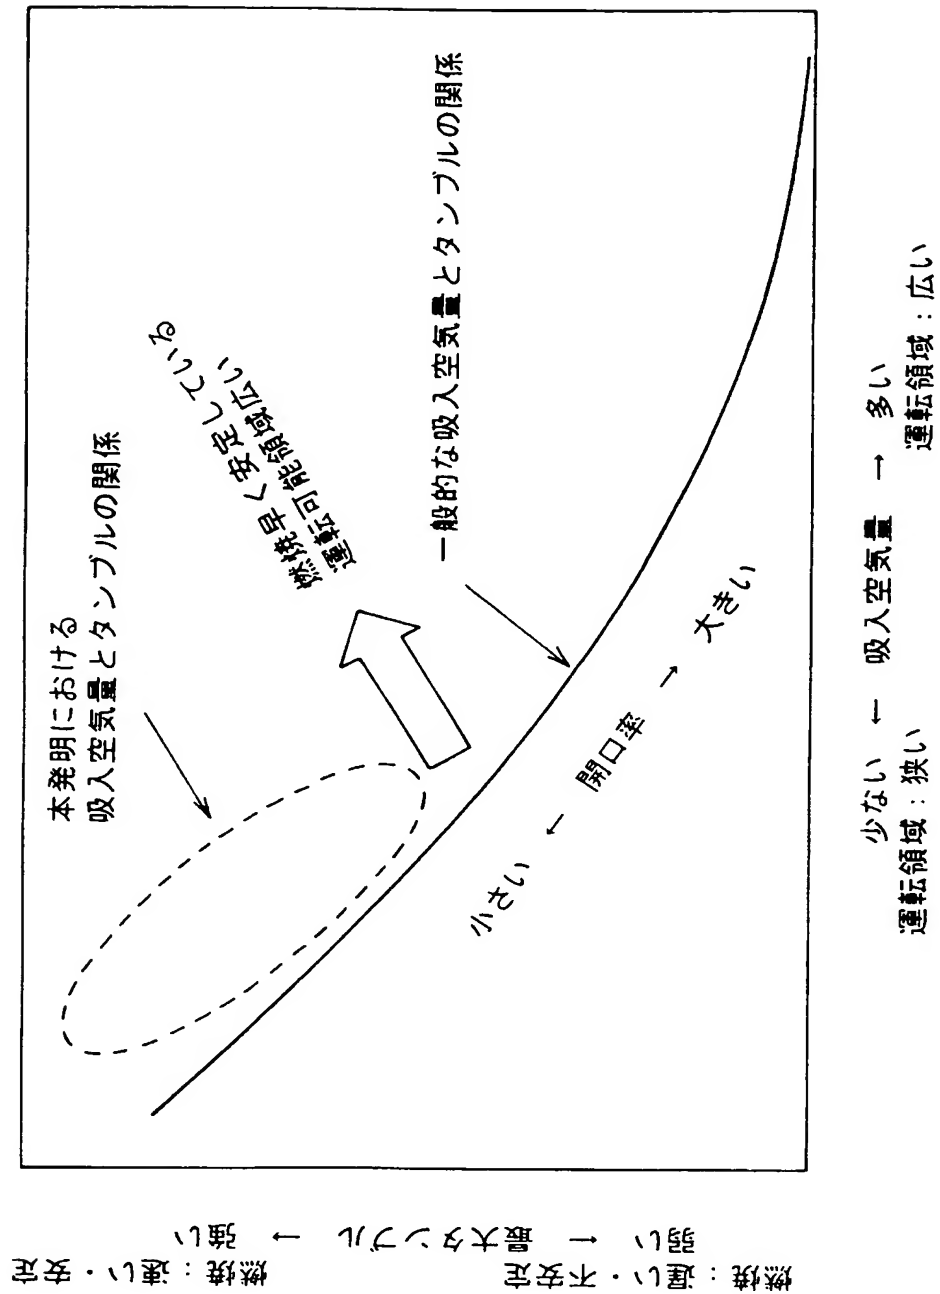 本発明における
吸入空気量とタンブルの関係
燃焼早く安定している
運転可能領域広い
一般的な吸入空気量とタンブルの関係
小さい ← 開口率 → 大きい
燃焼：速い・安定
強い ← 最大タンブル → 弱い
燃焼：遅い・不安定
少ない ← 吸入空気量 → 多い
運転領域：狭い
運転領域：広い